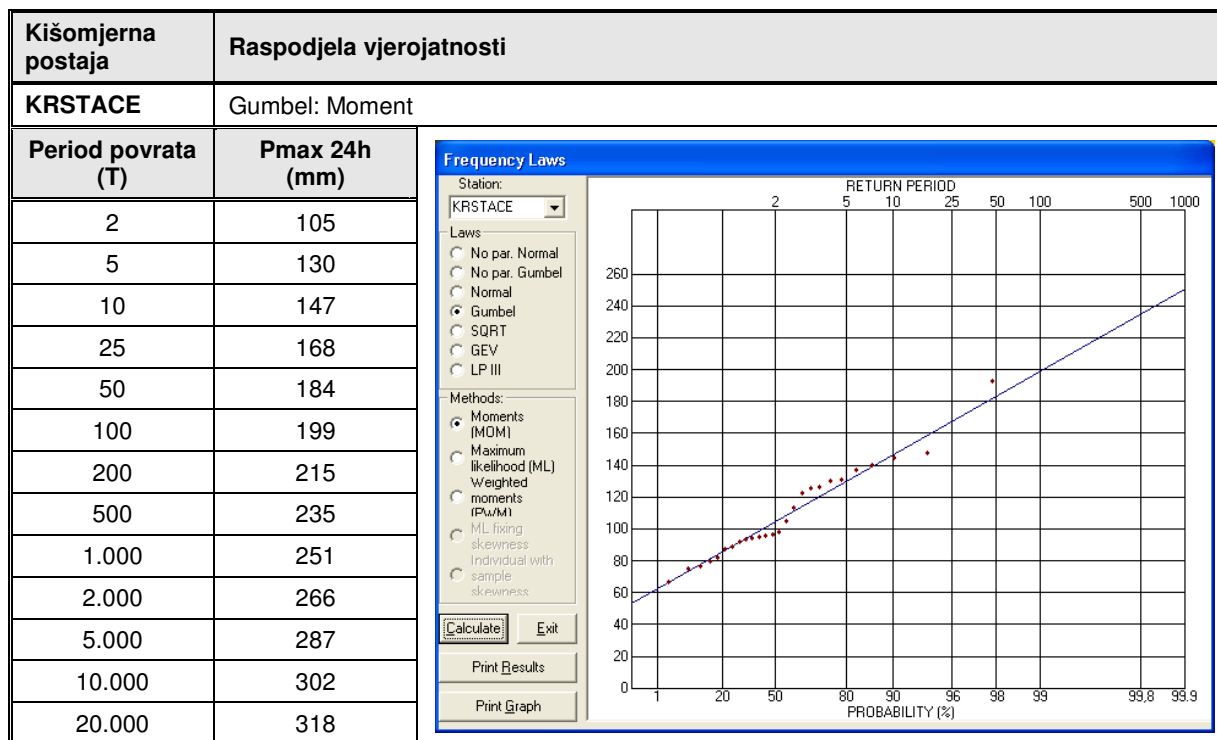 Kišomjerna
postaja
Raspodjela vjerojatnosti
KRSTACE
Gumbel: Moment
Period povrata
(T)
Pmax 24h
(mm)
2 105
5 130
10 147
25 168
50 184
100 199
200 215
500 235
1.000 251
2.000 266
5.000 287
10.000 302
20.000 318
Frequency Laws
Station:
KRSTACE
Laws
No par. Normal
No par. Gumbel
Normal
Gumbel
SQRT
GEV
LP III
Methods:
Moments
(MOM)
Maximum
likelihood (ML)
Weighted
moments
(PWM)
ML fixing
skewness
Individual with
sample
skewness
Calculate Exit
Print Results
Print Graph
RETURN PERIOD
2 5 10 25 50 100 500 1000
260
240
220
200
180
160
140
120
100
80
60
40
20
0
1 20 50 80 90 96 98 99 99,8 99.9
PROBABILITY (%)